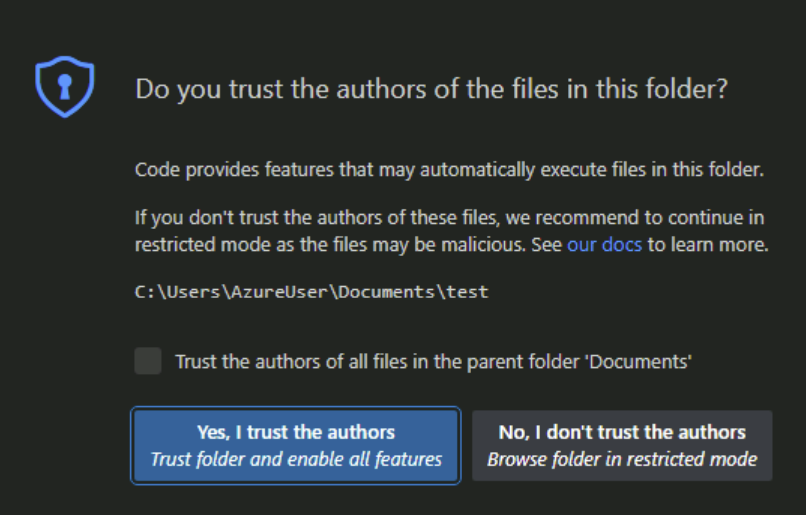 Do you trust the authors of the files in this folder?
Code provides features that may automatically execute files in this folder.
If you don't trust the authors of these files, we recommend to continue in
restricted mode as the files may be malicious. See our docs to learn more.
C:\Users\AzureUser\Documents\test
Trust the authors of all files in the parent folder 'Documents'
Yes, I trust the authors
Trust folder and enable all features
No, I don't trust the authors
Browse folder in restricted mode